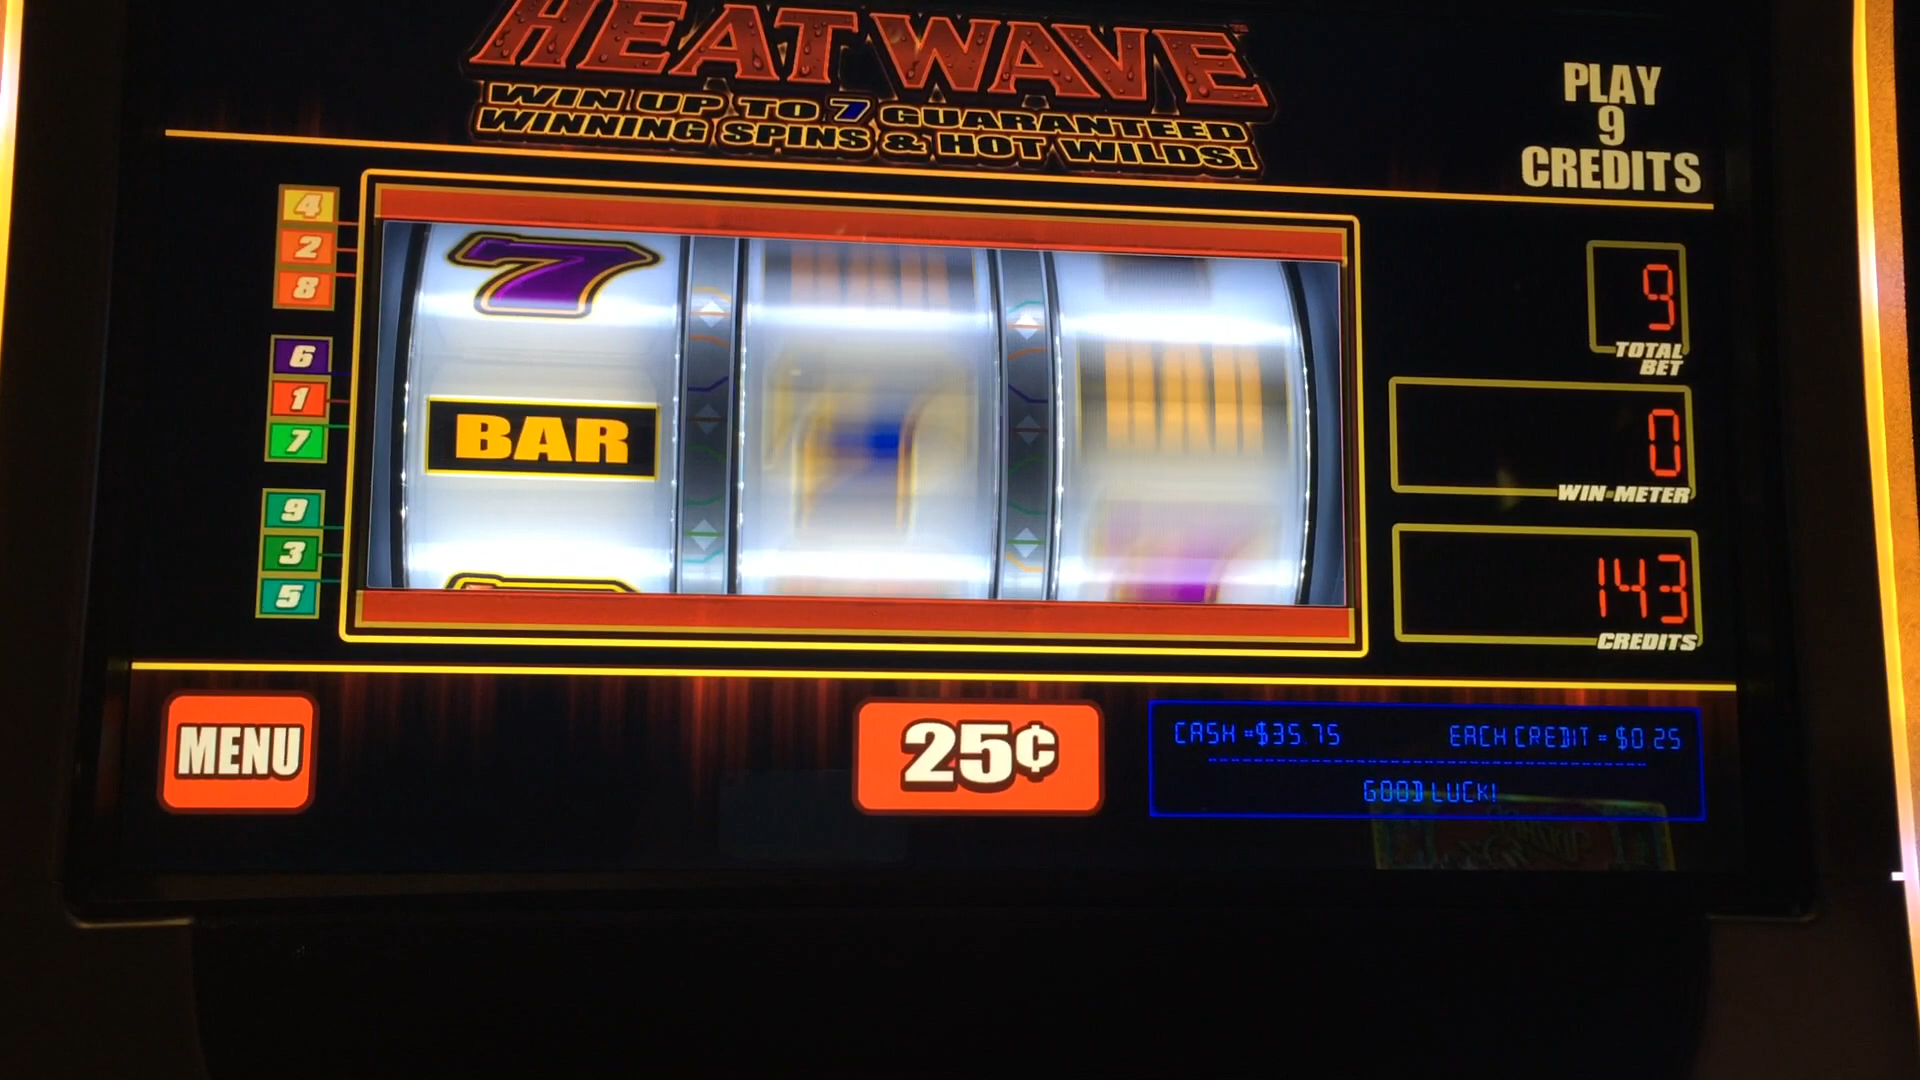 HEAT WAVE
WIN UP TO 7 GUARANTEED
WINNING SPINS & HOT WILDS!
PLAY
9
CREDITS
4
2
8
6
1
7
9
3
5
7
BAR
BAR
9
TOTAL
BET
0
WIN-METER
143
CREDITS
MENU
25¢
CASH =$35.75 EACH CREDIT = $0.25
GOOD LUCK!